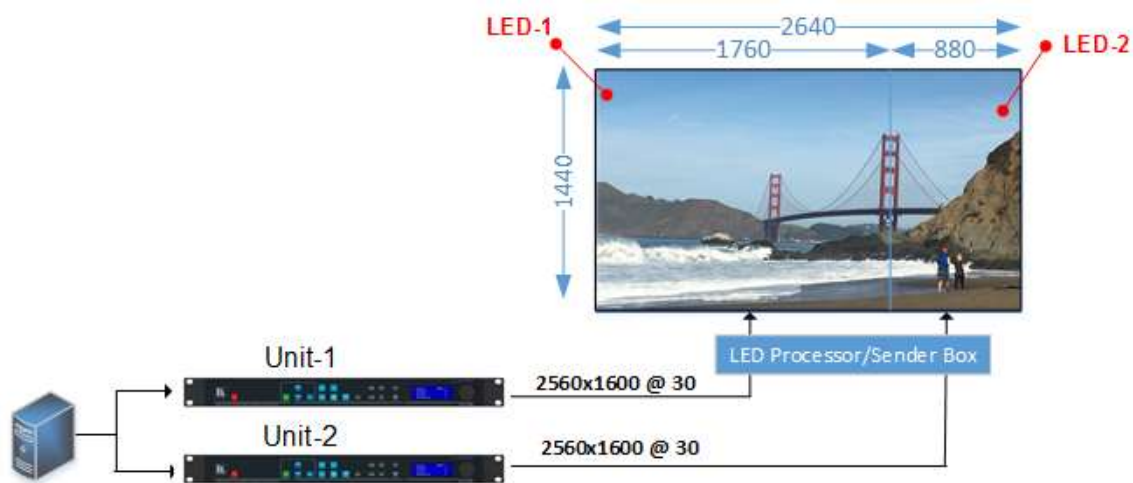 2640
LED-1
1760
880
LED-2
1440
LED Processor/Sender Box
Unit-1
2560x1600 @ 30
Unit-2
2560x1600 @ 30